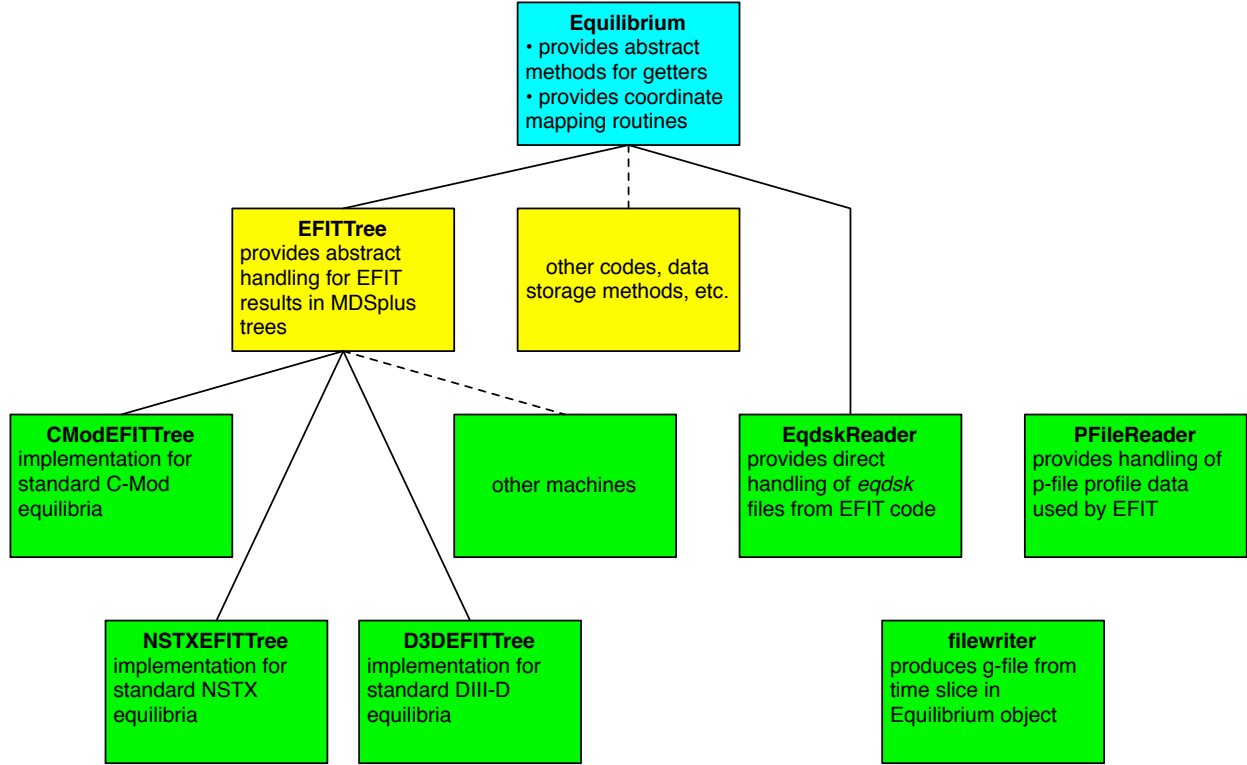 Equilibrium
• provides abstract
methods for getters
• provides coordinate
mapping routines
EFITTree
provides abstract
handling for EFIT
results in MDSplus
trees
other codes, data
storage methods, etc.
CModEFITTree
implementation for
standard C-Mod
equilibria
other machines
EqdskReader
provides direct
handling of eqdsk
files from EFIT code
PFileReader
provides handling of
p-file profile data
used by EFIT
NSTXEFITTree
implementation for
standard NSTX
equilibria
D3DEFITTree
implementation for
standard DIII-D
equilibria
filewriter
produces g-file from
time slice in
Equilibrium object